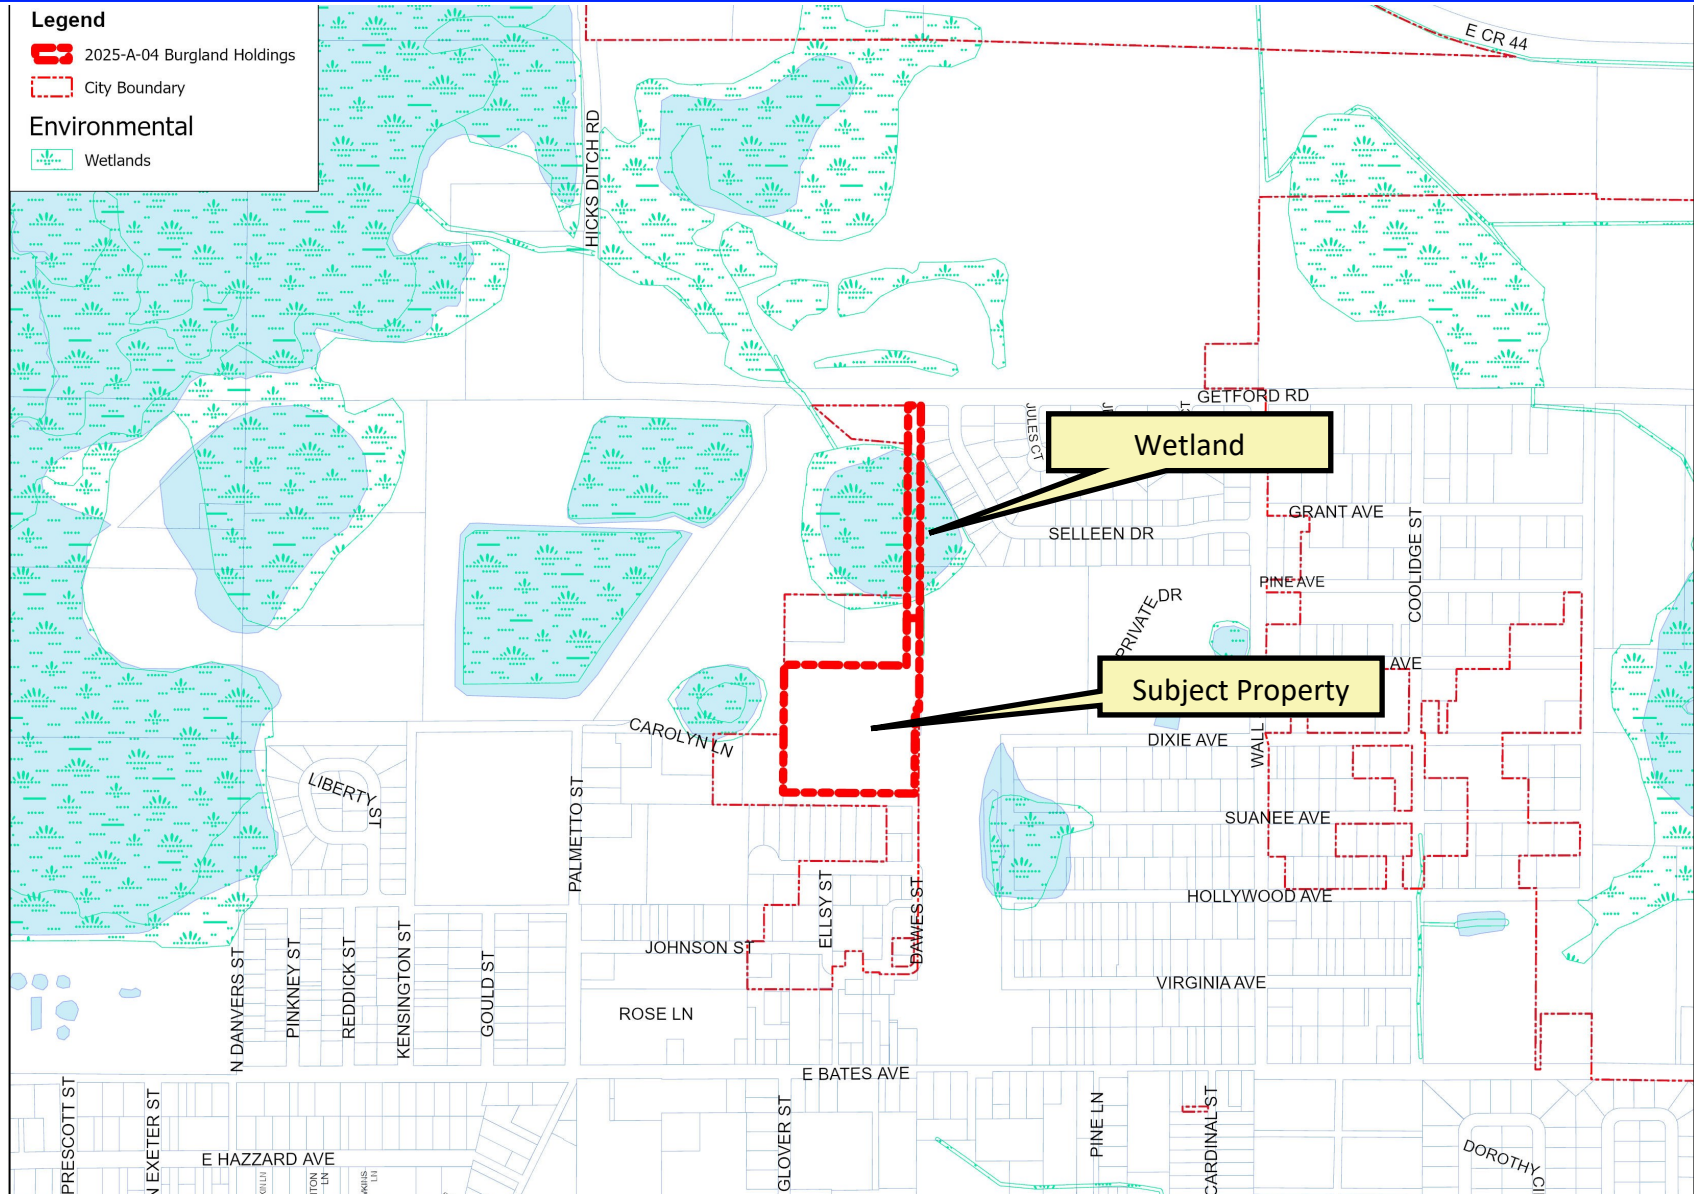 Legend
2025-A-04 Burgland Holdings
City Boundary
Environmental
Wetlands
E CR 44
HICKS DITCH RD
GETFORD RD
JULES CT
Wetland
GRANT AVE
SELLEEN DR
COOLIDGE ST
PINE AVE
PRIVATE DR
AVE
Subject Property
CAROLYN LN
DIXIE AVE
WALL
LIBERTY ST
PALMETTO ST
SUANEE AVE
HOLLYWOOD AVE
ELLSY ST
DAWES ST
JOHNSON ST
N DANVERS ST
PINKNEY ST
REDDICK ST
KENSINGTON ST
GOULD ST
VIRGINIA AVE
ROSE LN
E BATES AVE
PRESCOTT ST
N EXETER ST
E HAZZARD AVE
LN
LN
GLOVER ST
PINE LN
CARDINAL ST
DOROTHY CI